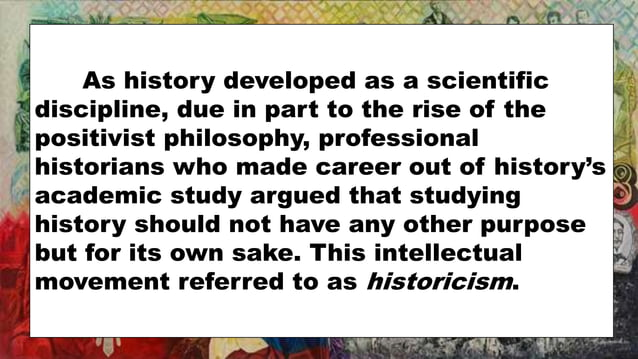 As history developed as a scientific
discipline, due in part to the rise of the
positivist philosophy, professional
historians who made career out of history’s
academic study argued that studying
history should not have any other purpose
but for its own sake. This intellectual
movement referred to as historicism.